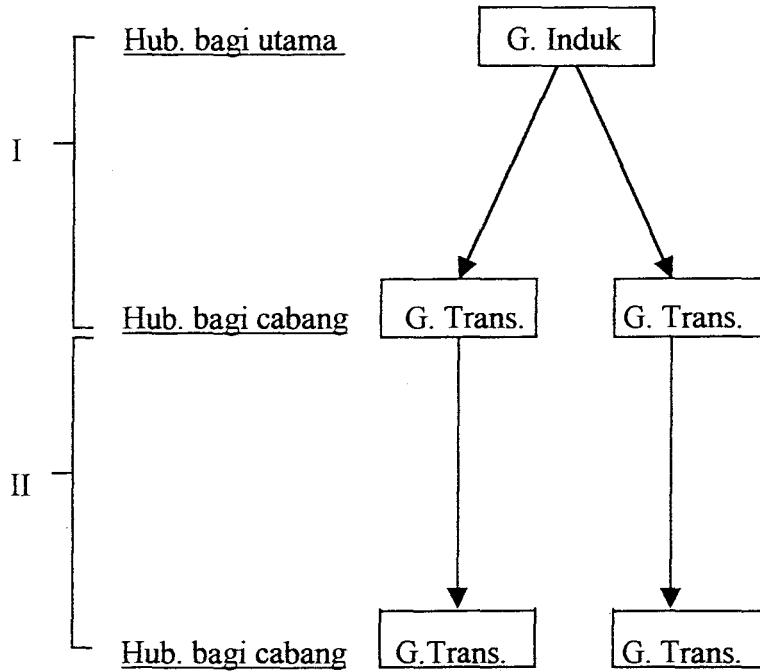 Hub. bagi utama
G. Induk
I
Hub. bagi cabang
G. Trans.
G. Trans.
II
Hub. bagi cabang
G.Trans.
G. Trans.